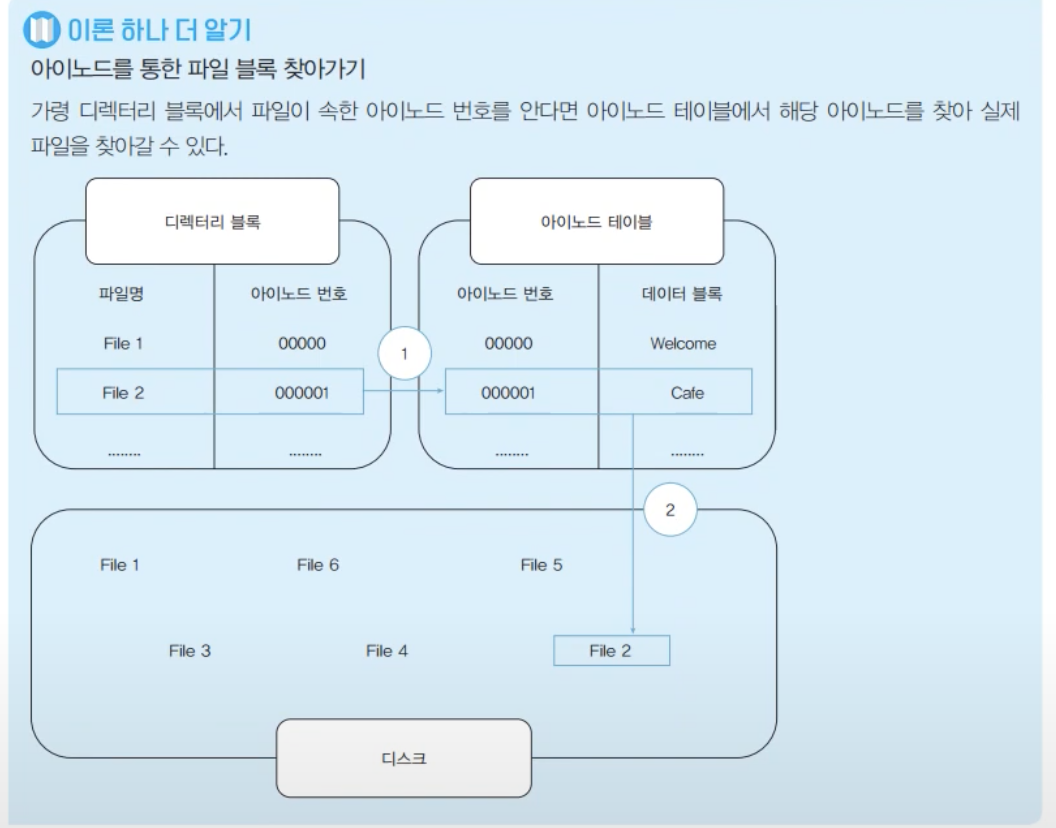 이론 하나 더 알기
아이노드를 통한 파일 블록 찾아가기
가령 디렉터리 블록에서 파일이 속한 아이노드 번호를 안다면 아이노드 테이블에서 해당 아이노드를 찾아 실제
파일을 찾아갈 수 있다.
디렉터리 블록
아이노드 테이블
파일명 아이노드 번호 아이노드 번호 데이터 블록
File 1 00000 00000 Welcome
1
File 2 000001 000001 Cafe
........ ........ ........ ........
2
File 1 File 6 File 5
File 3 File 4 File 2
디스크